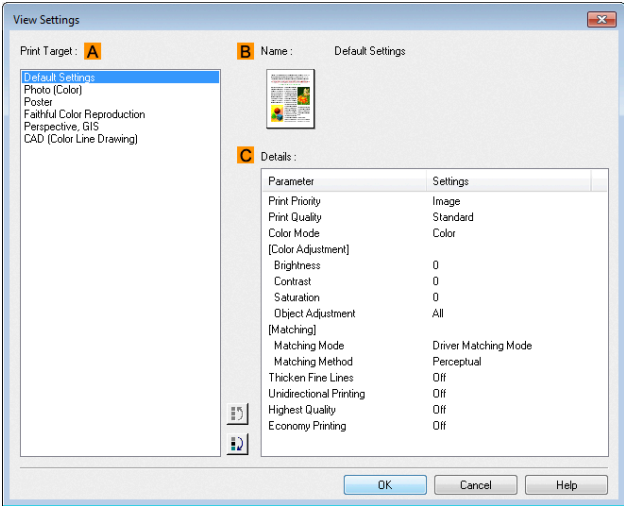 View Settings
Print Target : A
Default Settings
Photo (Color)
Poster
Faithful Color Reproduction
Perspective, GIS
CAD (Color Line Drawing)
B Name : Default Settings
C Details :
Parameter Settings
Print Priority Image
Print Quality Standard
Color Mode Color
[Color Adjustment]
Brightness 0
Contrast 0
Saturation 0
Object Adjustment All
[Matching]
Matching Mode Driver Matching Mode
Matching Method Perceptual
Thicken Fine Lines Off
Unidirectional Printing Off
Highest Quality Off
Economy Printing Off
OK Cancel Help